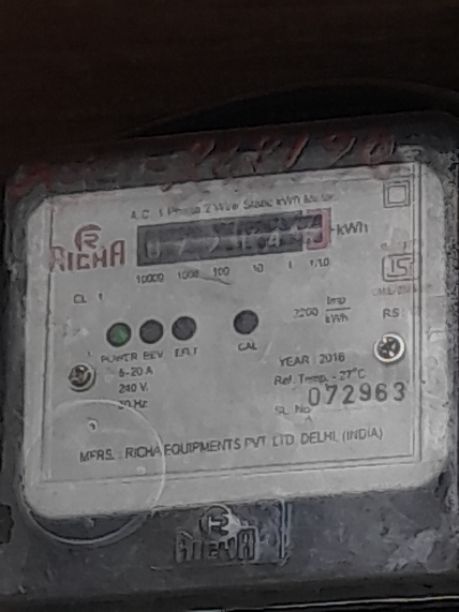 A.C. 1 Phase 2 Wire Static kWh Meter
RICHA
kWh
10000 1000 100 10 1 1/10
CL. 1
2200 Imp
kWh
RS
POWER REV. E.F.T CAL
5-20 A
240 V.
50 Hz
YEAR : 2016
Ref. Temp. - 27°C
SL. No. 072963
MFRS. : RICHA EQUIPMENTS PVT. LTD. DELHI, (INDIA)
RICHA